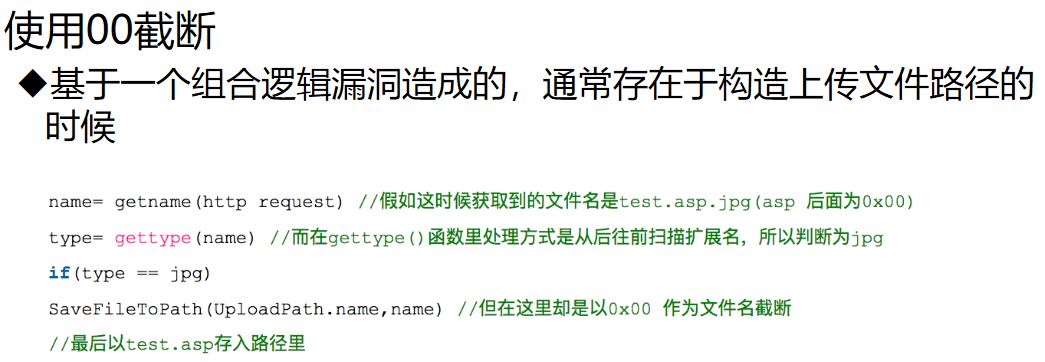 使用00截断
◆基于一个组合逻辑漏洞造成的，通常存在于构造上传文件路径的
时候
name= getname(http request) //假如这时候获取到的文件名是test.asp.jpg(asp 后面为0x00)
type= gettype(name) //而在gettype()函数里处理方式是从后往前扫描扩展名，所以判断为jpg
if(type == jpg)
SaveFileToPath(UploadPath.name,name) //但在这里却是以0x00 作为文件名截断
//最后以test.asp存入路径里